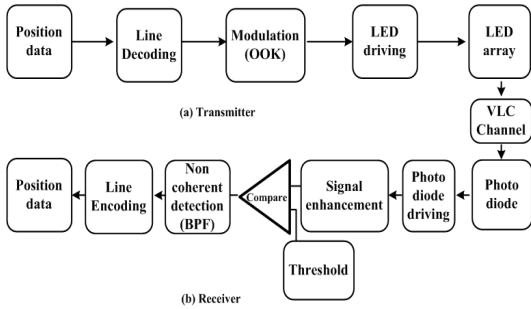 Position
data
Line
Decoding
Modulation
(OOK)
LED
driving
LED
array
(a) Transmitter
VLC
Channel
Position
data
Line
Encoding
Non
coherent
detection
(BPF)
Compare
Signal
enhancement
Photo
diode
driving
Photo
diode
Threshold
(b) Receiver